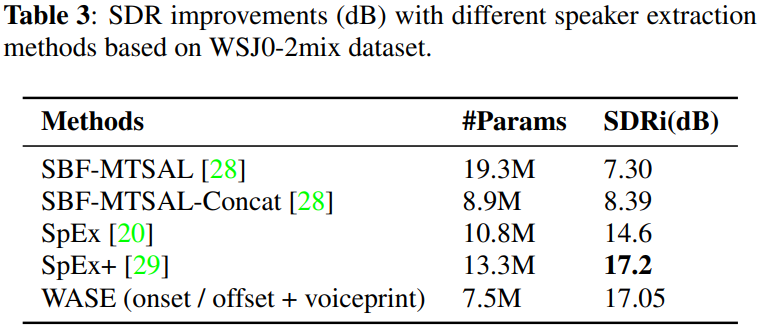 Table 3: SDR improvements (dB) with different speaker extraction
methods based on WSJ0-2mix dataset.
Methods #Params SDRi(dB)
SBF-MTSAL [28] 19.3M 7.30
SBF-MTSAL-Concat [28] 8.9M 8.39
SpEx [20] 10.8M 14.6
SpEx+ [29] 13.3M 17.2
WASE (onset / offset + voiceprint) 7.5M 17.05